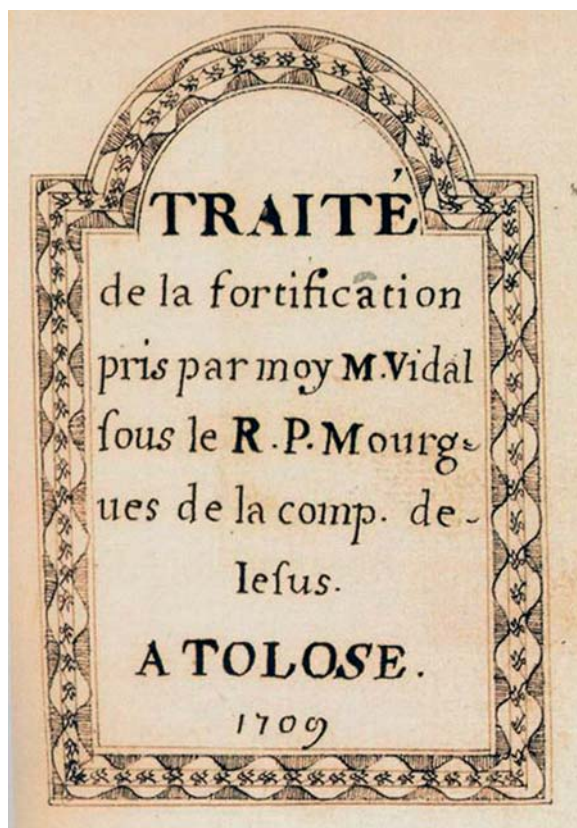 TRAITÉ
de la fortification
pris par moy M. Vidal
ſous le R. P. Mourg-
ues de la comp. de-
Ieſus.
A TOLOSE.
1709